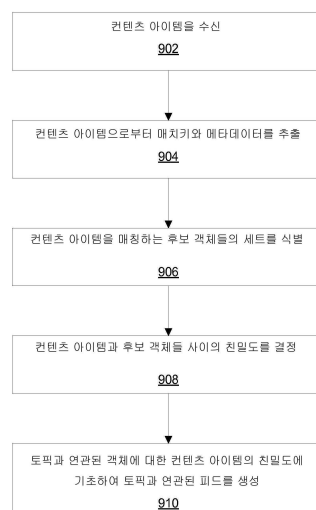 컨텐츠 아이템을 수신
902
컨텐츠 아이템으로부터 매치키와 메타데이터를 추출
904
컨텐츠 아이템을 매칭하는 후보 객체들의 세트를 식별
906
컨텐츠 아이템과 후보 객체들 사이의 친밀도를 결정
908
토픽과 연관된 객체에 대한 컨텐츠 아이템의 친밀도에
기초하여 토픽과 연관된 피드를 생성
910